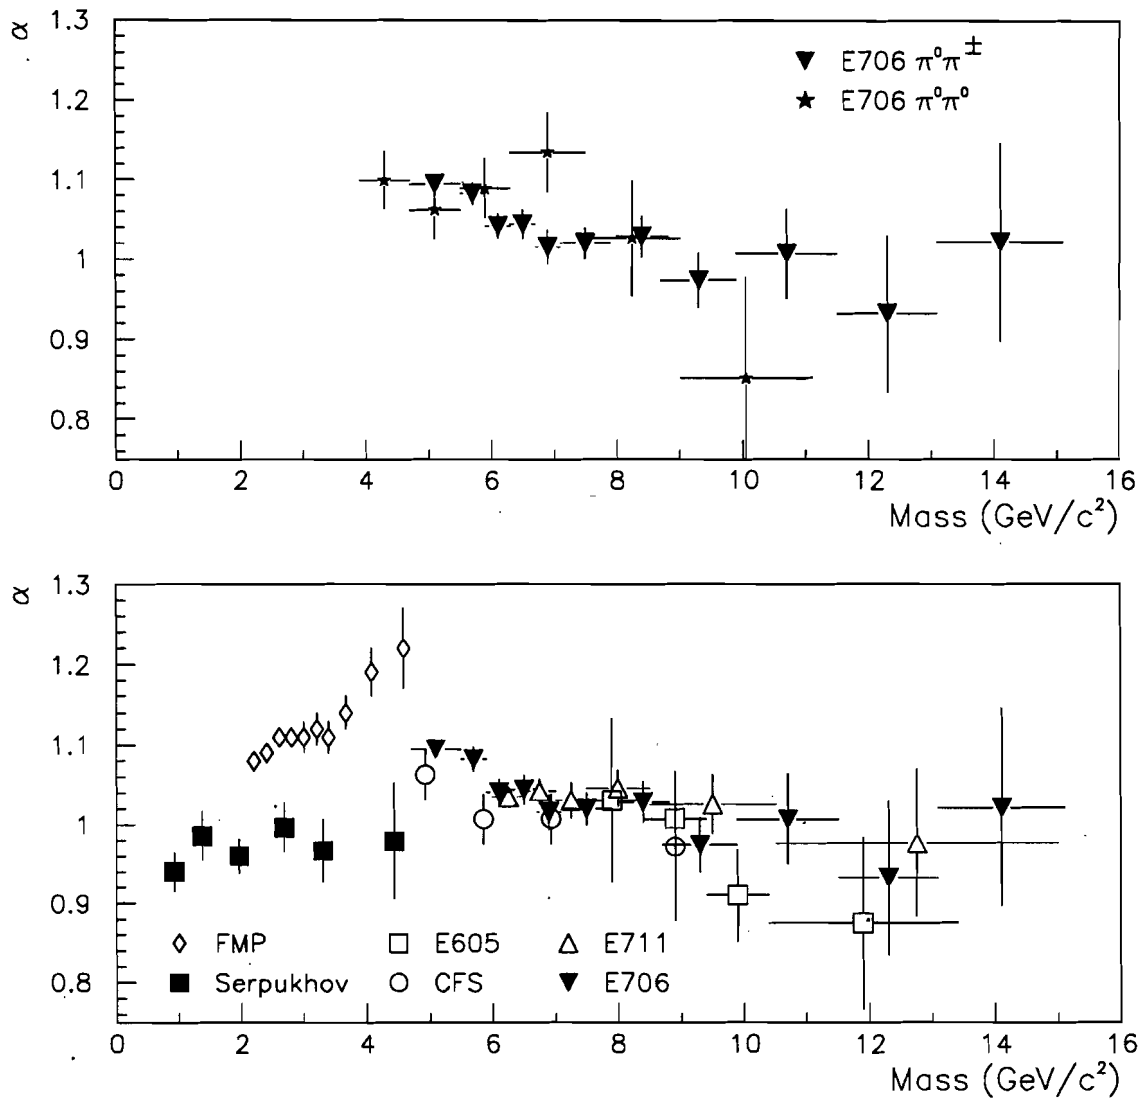 α
1.3
1.2
1.1
1
0.9
0.8
E706 π⁰π±
E706 π⁰π⁰
0 2 4 6 8 10 12 14 16
Mass (GeV/c²)
α
1.3
1.2
1.1
1
0.9
0.8
FMP E605 E711
Serpukhov CFS E706
0 2 4 6 8 10 12 14 16
Mass (GeV/c²)